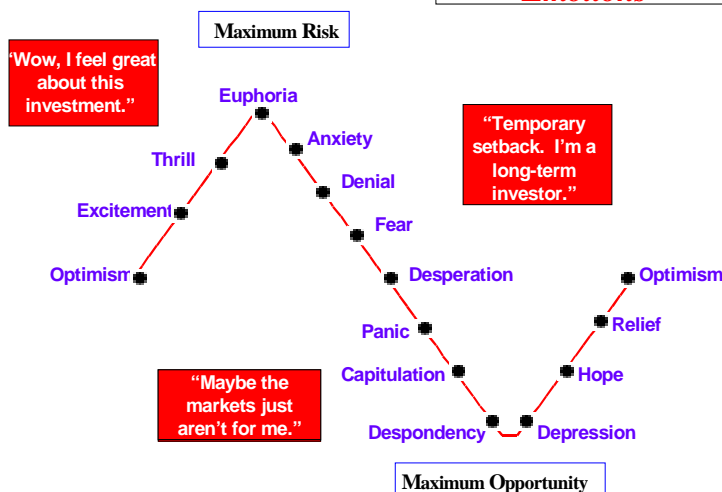 Emotions
Maximum Risk
"Wow, I feel great
about this
investment."
Euphoria
Anxiety
"Temporary
setback. I'm a
long-term
investor."
Thrill
Denial
Excitement
Fear
Optimism
Desperation
Optimism
Panic
Relief
"Maybe the
markets just
aren't for me."
Capitulation
Hope
Despondency
Depression
Maximum Opportunity